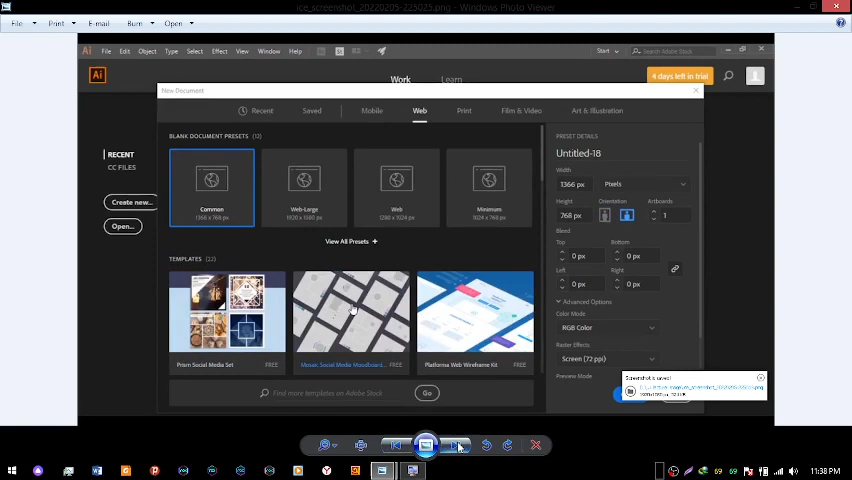 ice_screenshot_20220205-225025.png - Windows Photo Viewer
File Print E-mail Burn Open
Ai File Edit Object Type Select Effect View Window Help Br St Start Search Adobe Stock
Ai Work Learn 4 days left in trial
New Document
Recent Saved Mobile Web Print Film & Video Art & Illustration
BLANK DOCUMENT PRESETS (12)
PRESET DETAILS
RECENT
CC FILES
Create new...
Open...
Untitled-18
Width
1366 px Pixels
Common Web-Large Web Minimum
1366 x 768 px 1920 x 1080 px 1280 x 1024 px 1024 x 768 px
Height Orientation Artboards
768 px 1
Bleed
View All Presets +
Top Bottom
0 px 0 px
TEMPLATES (22)
Left Right
0 px 0 px
Advanced Options
Color Mode
RGB Color
Raster Effects
Screen (72 ppi)
Prism Social Media Set FREE Mosaic Social Media Moodboard... FREE Platforma Web Wireframe Kit FREE
Preview Mode
Screenshot is saved!
Find more templates on Adobe Stock Go
11:38 PM
69 69